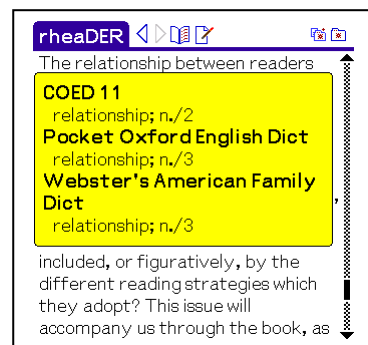 rheaDER
The relationship between readers
COED 11
relationship; n./2
Pocket Oxford English Dict
relationship; n./3
Webster's American Family
Dict
relationship; n./3
,
included, or figuratively, by the
different reading strategies which
they adopt? This issue will
accompany us through the book, as